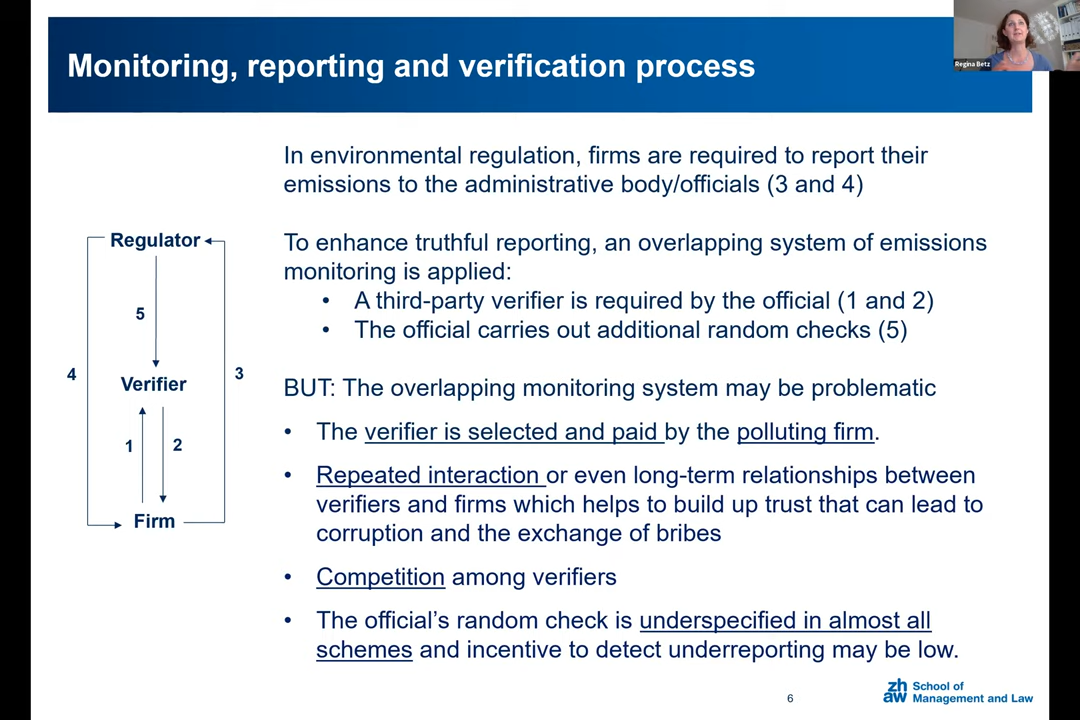 Monitoring, reporting and verification process
Regina Betz
In environmental regulation, firms are required to report their
emissions to the administrative body/officials (3 and 4)
To enhance truthful reporting, an overlapping system of emissions
monitoring is applied:
• A third-party verifier is required by the official (1 and 2)
• The official carries out additional random checks (5)
BUT: The overlapping monitoring system may be problematic
• The verifier is selected and paid by the polluting firm.
• Repeated interaction or even long-term relationships between
verifiers and firms which helps to build up trust that can lead to
corruption and the exchange of bribes
• Competition among verifiers
• The official’s random check is underspecified in almost all
schemes and incentive to detect underreporting may be low.
Regulator
5
4
Verifier
3
1
2
Firm
6
zh
aw
School of
Management and Law